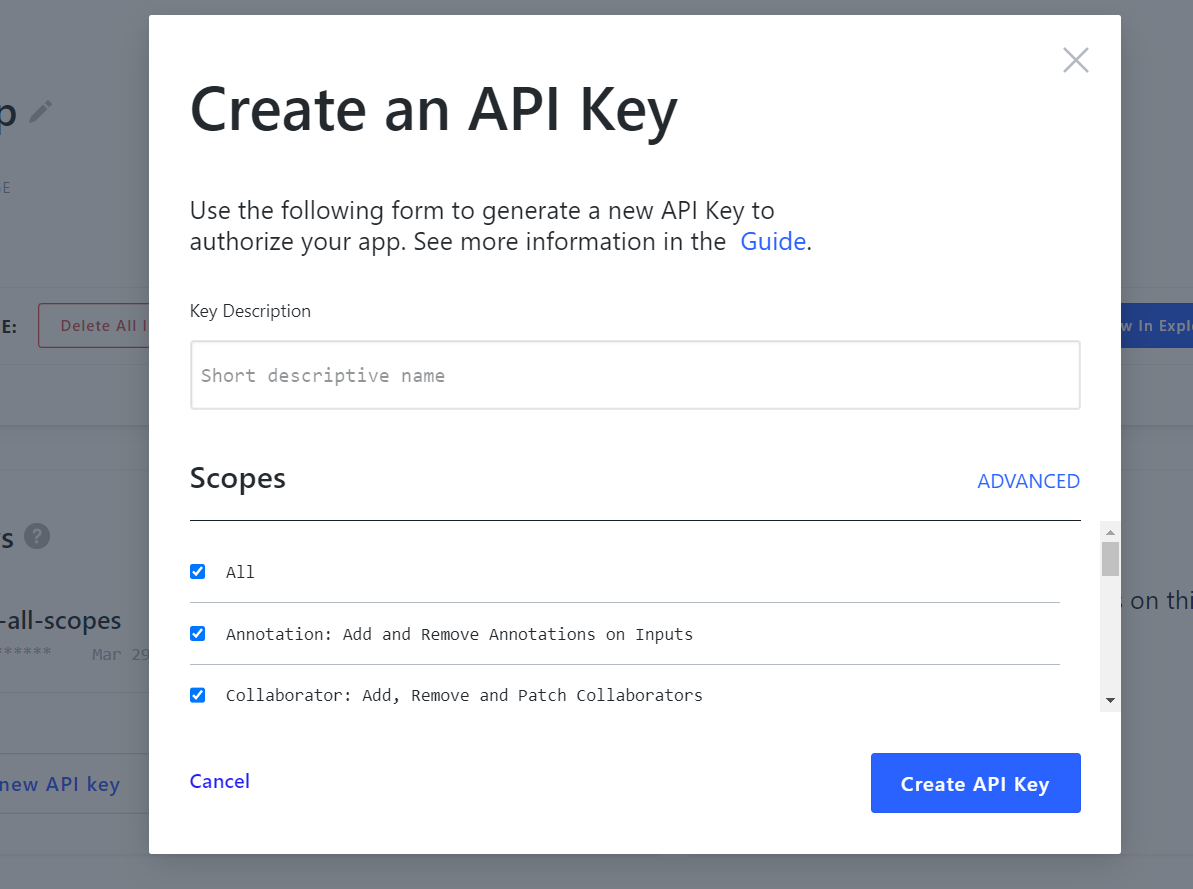 Create an API Key
Use the following form to generate a new API Key to
authorize your app. See more information in the Guide.
Key Description
E:
Delete All I
w In Explo
Short descriptive name
Scopes
ADVANCED
s ?
All
-all-scopes
on thi
Annotation: Add and Remove Annotations on Inputs
******
Mar 29
Collaborator: Add, Remove and Patch Collaborators
new API key
Cancel
Create API Key